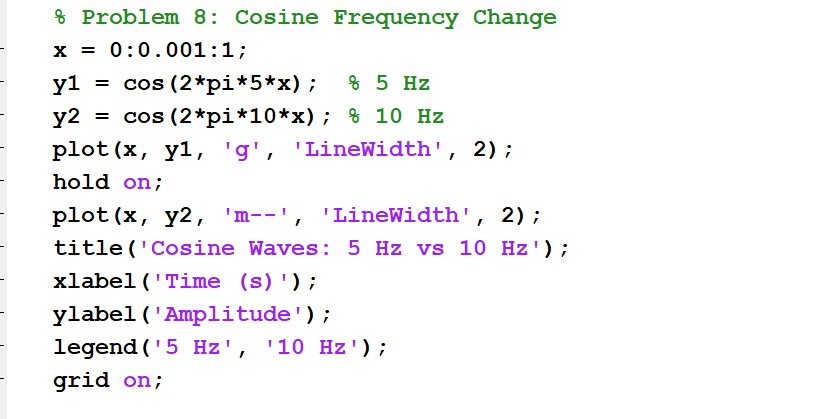 % Problem 8: Cosine Frequency Change
x = 0:0.001:1;
y1 = cos(2*pi*5*x);  % 5 Hz
y2 = cos(2*pi*10*x); % 10 Hz
plot(x, y1, 'g', 'LineWidth', 2);
hold on;
plot(x, y2, 'm--', 'LineWidth', 2);
title('Cosine Waves: 5 Hz vs 10 Hz');
xlabel('Time (s)');
ylabel('Amplitude');
legend('5 Hz', '10 Hz');
grid on;